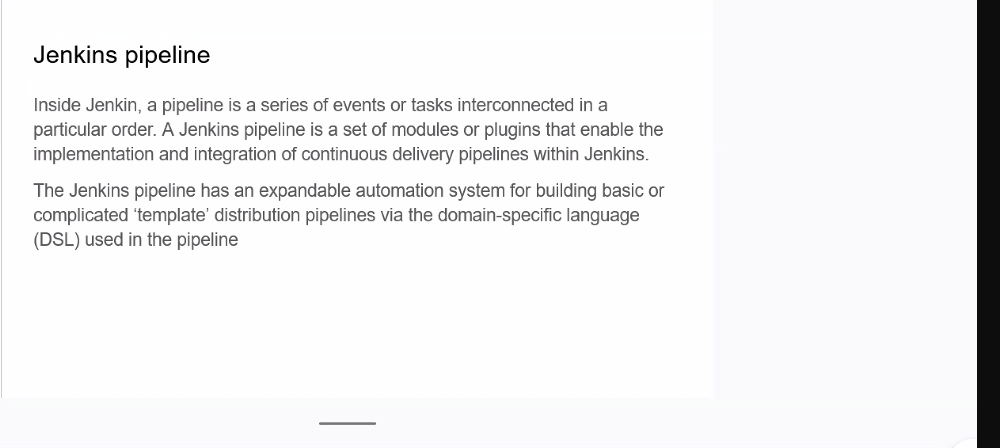 Jenkins pipeline
Inside Jenkin, a pipeline is a series of events or tasks interconnected in a
particular order. A Jenkins pipeline is a set of modules or plugins that enable the
implementation and integration of continuous delivery pipelines within Jenkins.
The Jenkins pipeline has an expandable automation system for building basic or
complicated ‘template’ distribution pipelines via the domain-specific language
(DSL) used in the pipeline